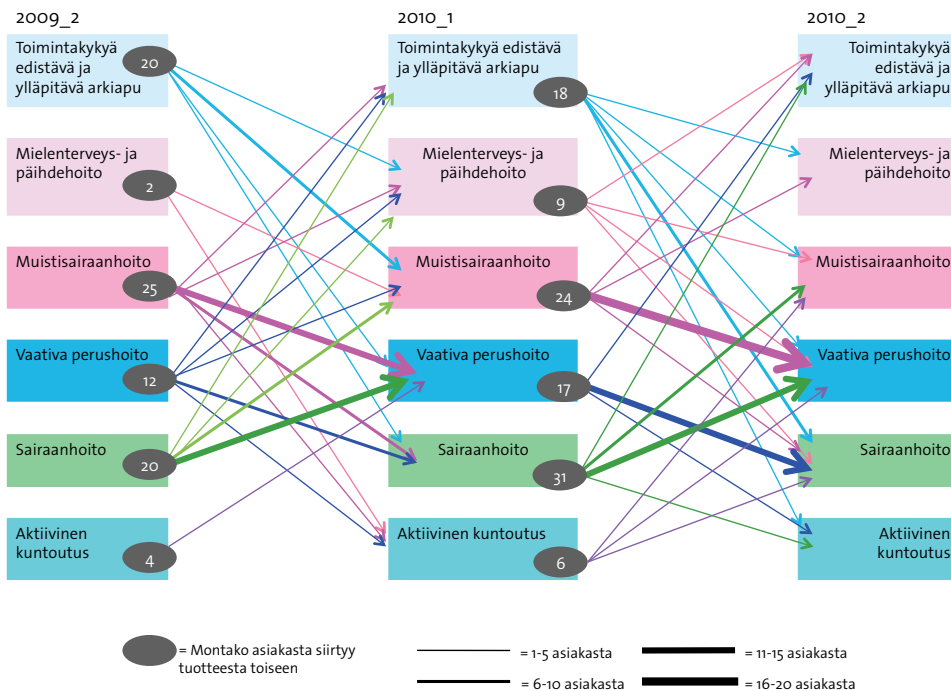 2009_2
2010_1
2010_2
Toimintakykyä
edistävä ja
ylläpitävä arkiapu
20
Mielenterveys- ja
päihdehoito
2
Muistisairaanhoito
25
Vaativa perushoito
12
Sairaanhoito
20
Aktiivinen
kuntoutus
4
Toimintakykyä edistävä
ja ylläpitävä arkiapu
18
Mielenterveys- ja
päihdehoito
9
Muistisairaanhoito
24
Vaativa perushoito
17
Sairaanhoito
31
Aktiivinen kuntoutus
6
Toimintakykyä
edistävä ja
ylläpitävä arkiapu
Mielenterveys- ja
päihdehoito
Muistisairaanhoito
Vaativa perushoito
Sairaanhoito
Aktiivinen
kuntoutus
= Montako asiakasta siirtyy
tuotteesta toiseen
= 1-5 asiakasta
= 6-10 asiakasta
= 11-15 asiakasta
= 16-20 asiakasta